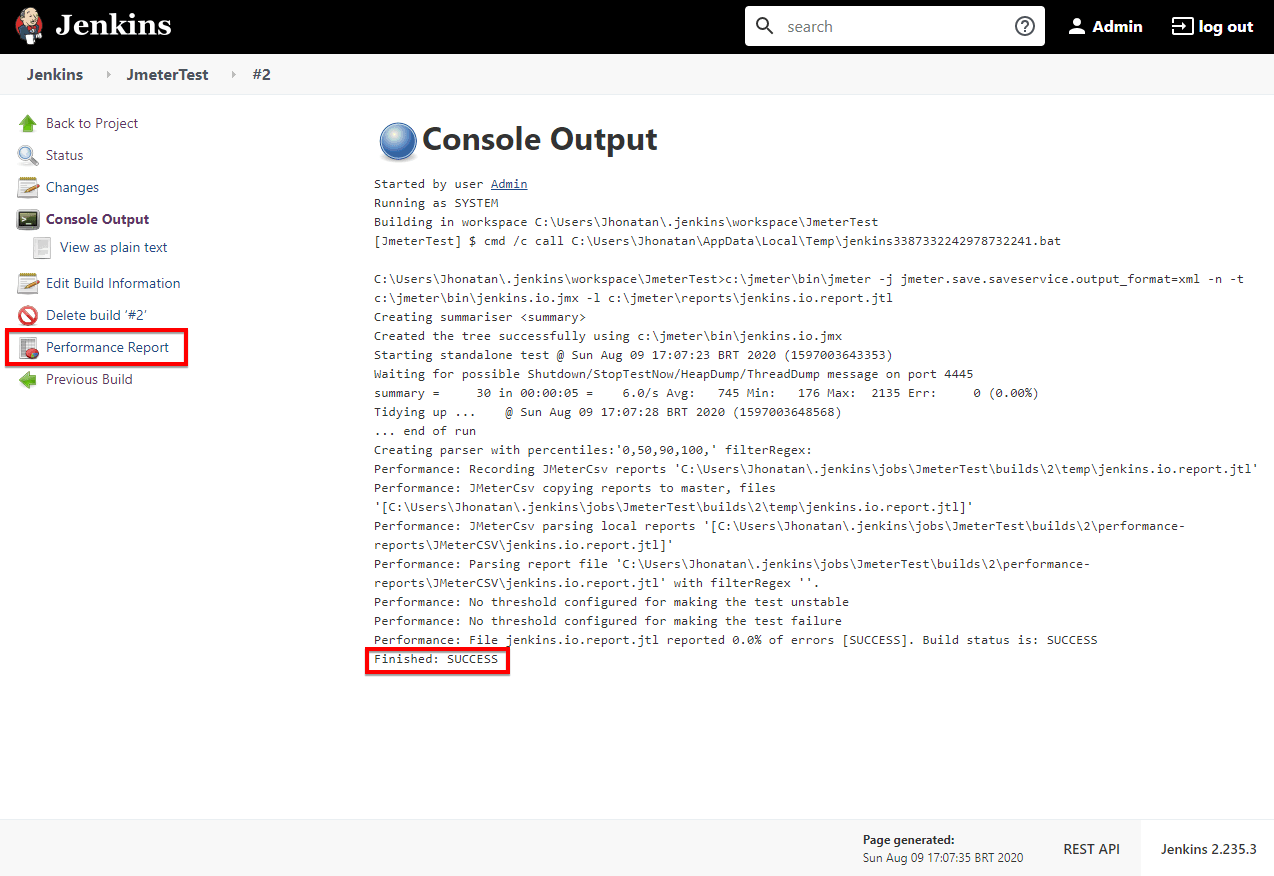 Jenkins
search
Admin
log out
Jenkins
JmeterTest
#2
Back to Project
Status
Changes
Console Output
View as plain text
Edit Build Information
Delete build ‘#2’
Performance Report
Previous Build
Console Output
Started by user Admin
Running as SYSTEM
Building in workspace C:\Users\Jhonatan\.jenkins\workspace\JmeterTest
[JmeterTest] $ cmd /c call C:\Users\Jhonatan\AppData\Local\Temp\jenkins3387332242978732241.bat
C:\Users\Jhonatan\.jenkins\workspace\JmeterTest>c:\jmeter\bin\jmeter -j jmeter.save.saveservice.output_format=xml -n -t
c:\jmeter\bin\jenkins.io.jmx -l c:\jmeter\reports\jenkins.io.report.jtl
Creating summariser <summary>
Created the tree successfully using c:\jmeter\bin\jenkins.io.jmx
Starting standalone test @ Sun Aug 09 17:07:23 BRT 2020 (1597003643353)
Waiting for possible Shutdown/StopTestNow/HeapDump/ThreadDump message on port 4445
summary =     30 in 00:00:05 =    6.0/s Avg:   745 Min:   176 Max:  2135 Err:     0 (0.00%)
Tidying up ...    @ Sun Aug 09 17:07:28 BRT 2020 (1597003648568)
... end of run
Creating parser with percentiles:'0,50,90,100,' filterRegex:
Performance: Recording JMeterCsv reports 'C:\Users\Jhonatan\.jenkins\jobs\JmeterTest\builds\2\temp\jenkins.io.report.jtl'
Performance: JMeterCsv copying reports to master, files
'[C:\Users\Jhonatan\.jenkins\jobs\JmeterTest\builds\2\temp\jenkins.io.report.jtl]'
Performance: JMeterCsv parsing local reports '[C:\Users\Jhonatan\.jenkins\jobs\JmeterTest\builds\2\performance-
reports\JMeterCSV\jenkins.io.report.jtl]'
Performance: Parsing report file 'C:\Users\Jhonatan\.jenkins\jobs\JmeterTest\builds\2\performance-
reports\JMeterCSV\jenkins.io.report.jtl' with filterRegex ''.
Performance: No threshold configured for making the test unstable
Performance: No threshold configured for making the test failure
Performance: File jenkins.io.report.jtl reported 0.0% of errors [SUCCESS]. Build status is: SUCCESS
Finished: SUCCESS
Page generated:
Sun Aug 09 17:07:35 BRT 2020
REST API
Jenkins 2.235.3